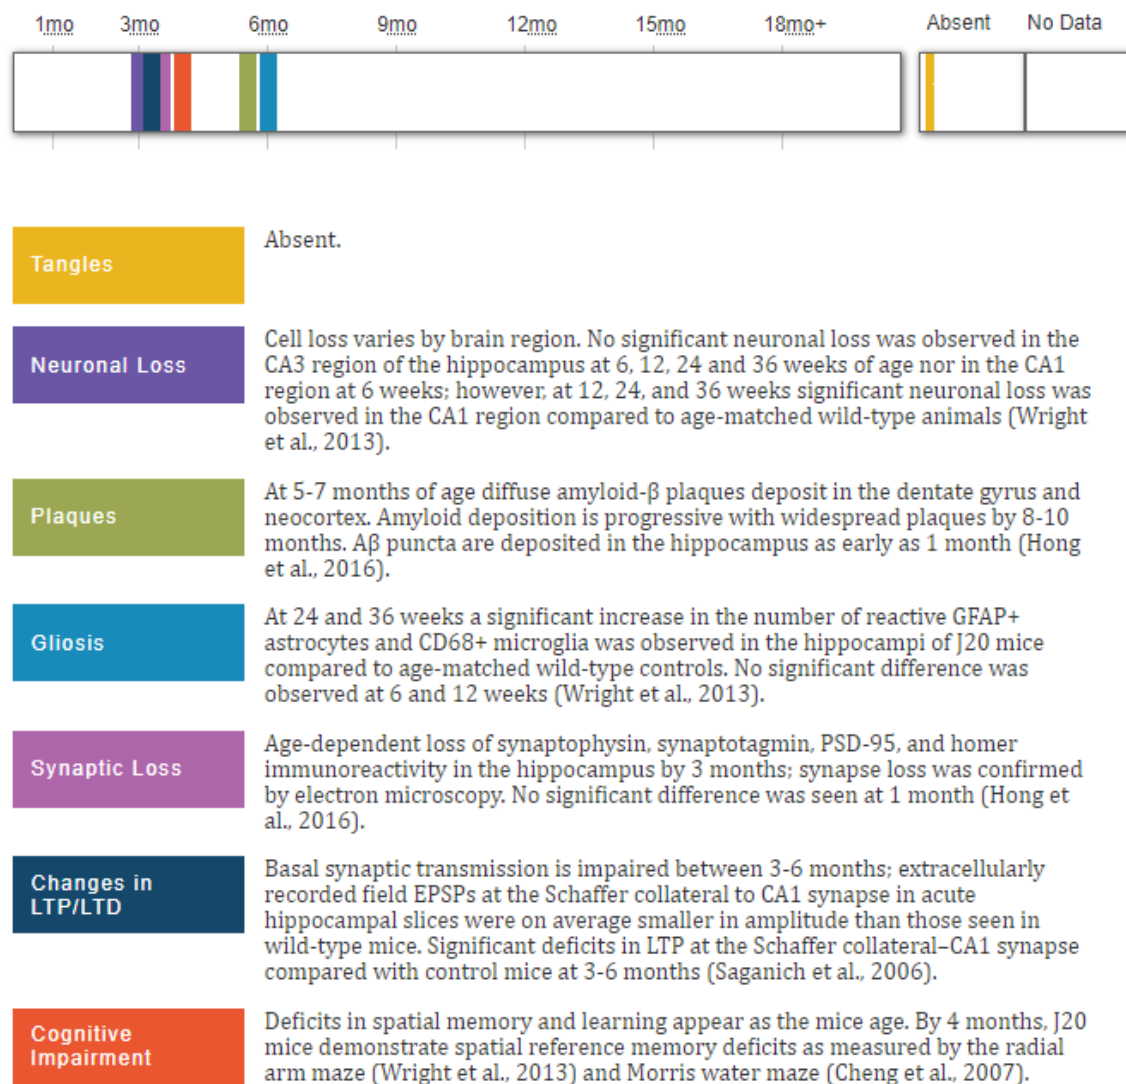 1mo 3mo 6mo 9mo 12mo 15mo 18mo+ Absent No Data
Tangles
Absent.
Neuronal Loss
Cell loss varies by brain region. No significant neuronal loss was observed in the
CA3 region of the hippocampus at 6, 12, 24 and 36 weeks of age nor in the CA1
region at 6 weeks; however, at 12, 24, and 36 weeks significant neuronal loss was
observed in the CA1 region compared to age-matched wild-type animals (Wright
et al., 2013).
Plaques
At 5-7 months of age diffuse amyloid-β plaques deposit in the dentate gyrus and
neocortex. Amyloid deposition is progressive with widespread plaques by 8-10
months. Aβ puncta are deposited in the hippocampus as early as 1 month (Hong
et al., 2016).
Gliosis
At 24 and 36 weeks a significant increase in the number of reactive GFAP+
astrocytes and CD68+ microglia was observed in the hippocampi of J20 mice
compared to age-matched wild-type controls. No significant difference was
observed at 6 and 12 weeks (Wright et al., 2013).
Synaptic Loss
Age-dependent loss of synaptophysin, synaptotagmin, PSD-95, and homer
immunoreactivity in the hippocampus by 3 months; synapse loss was confirmed
by electron microscopy. No significant difference was seen at 1 month (Hong et
al., 2016).
Changes in
LTP/LTD
Basal synaptic transmission is impaired between 3-6 months; extracellularly
recorded field EPSPs at the Schaffer collateral to CA1 synapse in acute
hippocampal slices were on average smaller in amplitude than those seen in
wild-type mice. Significant deficits in LTP at the Schaffer collateral–CA1 synapse
compared with control mice at 3-6 months (Saganich et al., 2006).
Cognitive
Impairment
Deficits in spatial memory and learning appear as the mice age. By 4 months, J20
mice demonstrate spatial reference memory deficits as measured by the radial
arm maze (Wright et al., 2013) and Morris water maze (Cheng et al., 2007).